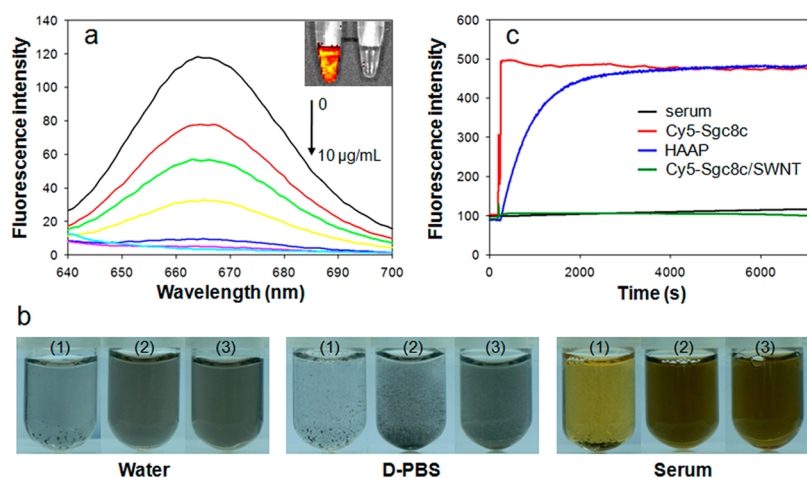 a
Fluorescence intensity
140
120
100
80
60
40
20
0
640
650
660
670
680
690
700
Wavelength (nm)
0
10 µg/mL
c
Fluorescence intensity
600
500
400
300
200
100
0
0
2000
4000
6000
Time (s)
serum
Cy5-Sgc8c
HAAP
Cy5-Sgc8c/SWNT
b
(1) (2) (3)
Water
(1) (2) (3)
D-PBS
(1) (2) (3)
Serum